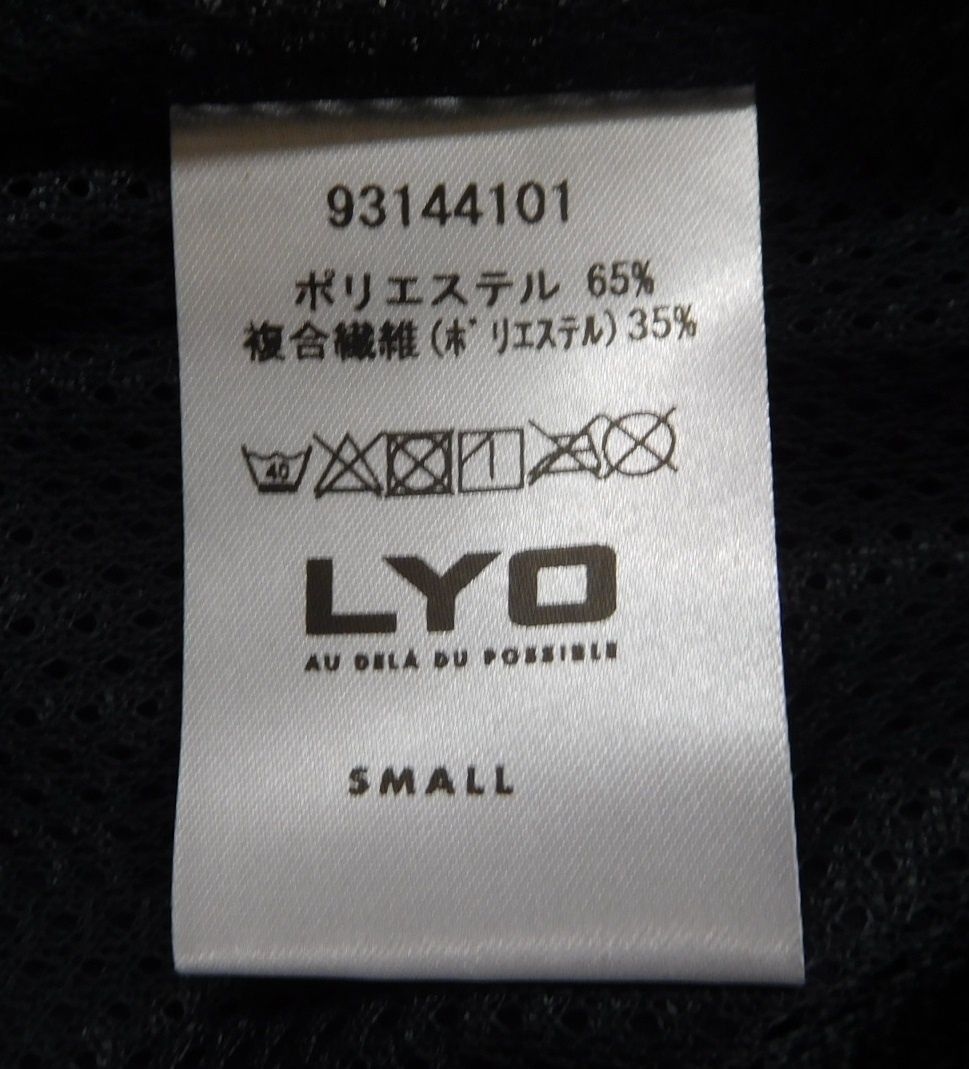 93144101
ポリエステル 65%
複合繊維(ポリエステル)35%
40
LYO
AU DELÀ DU POSSIBLE
SMALL